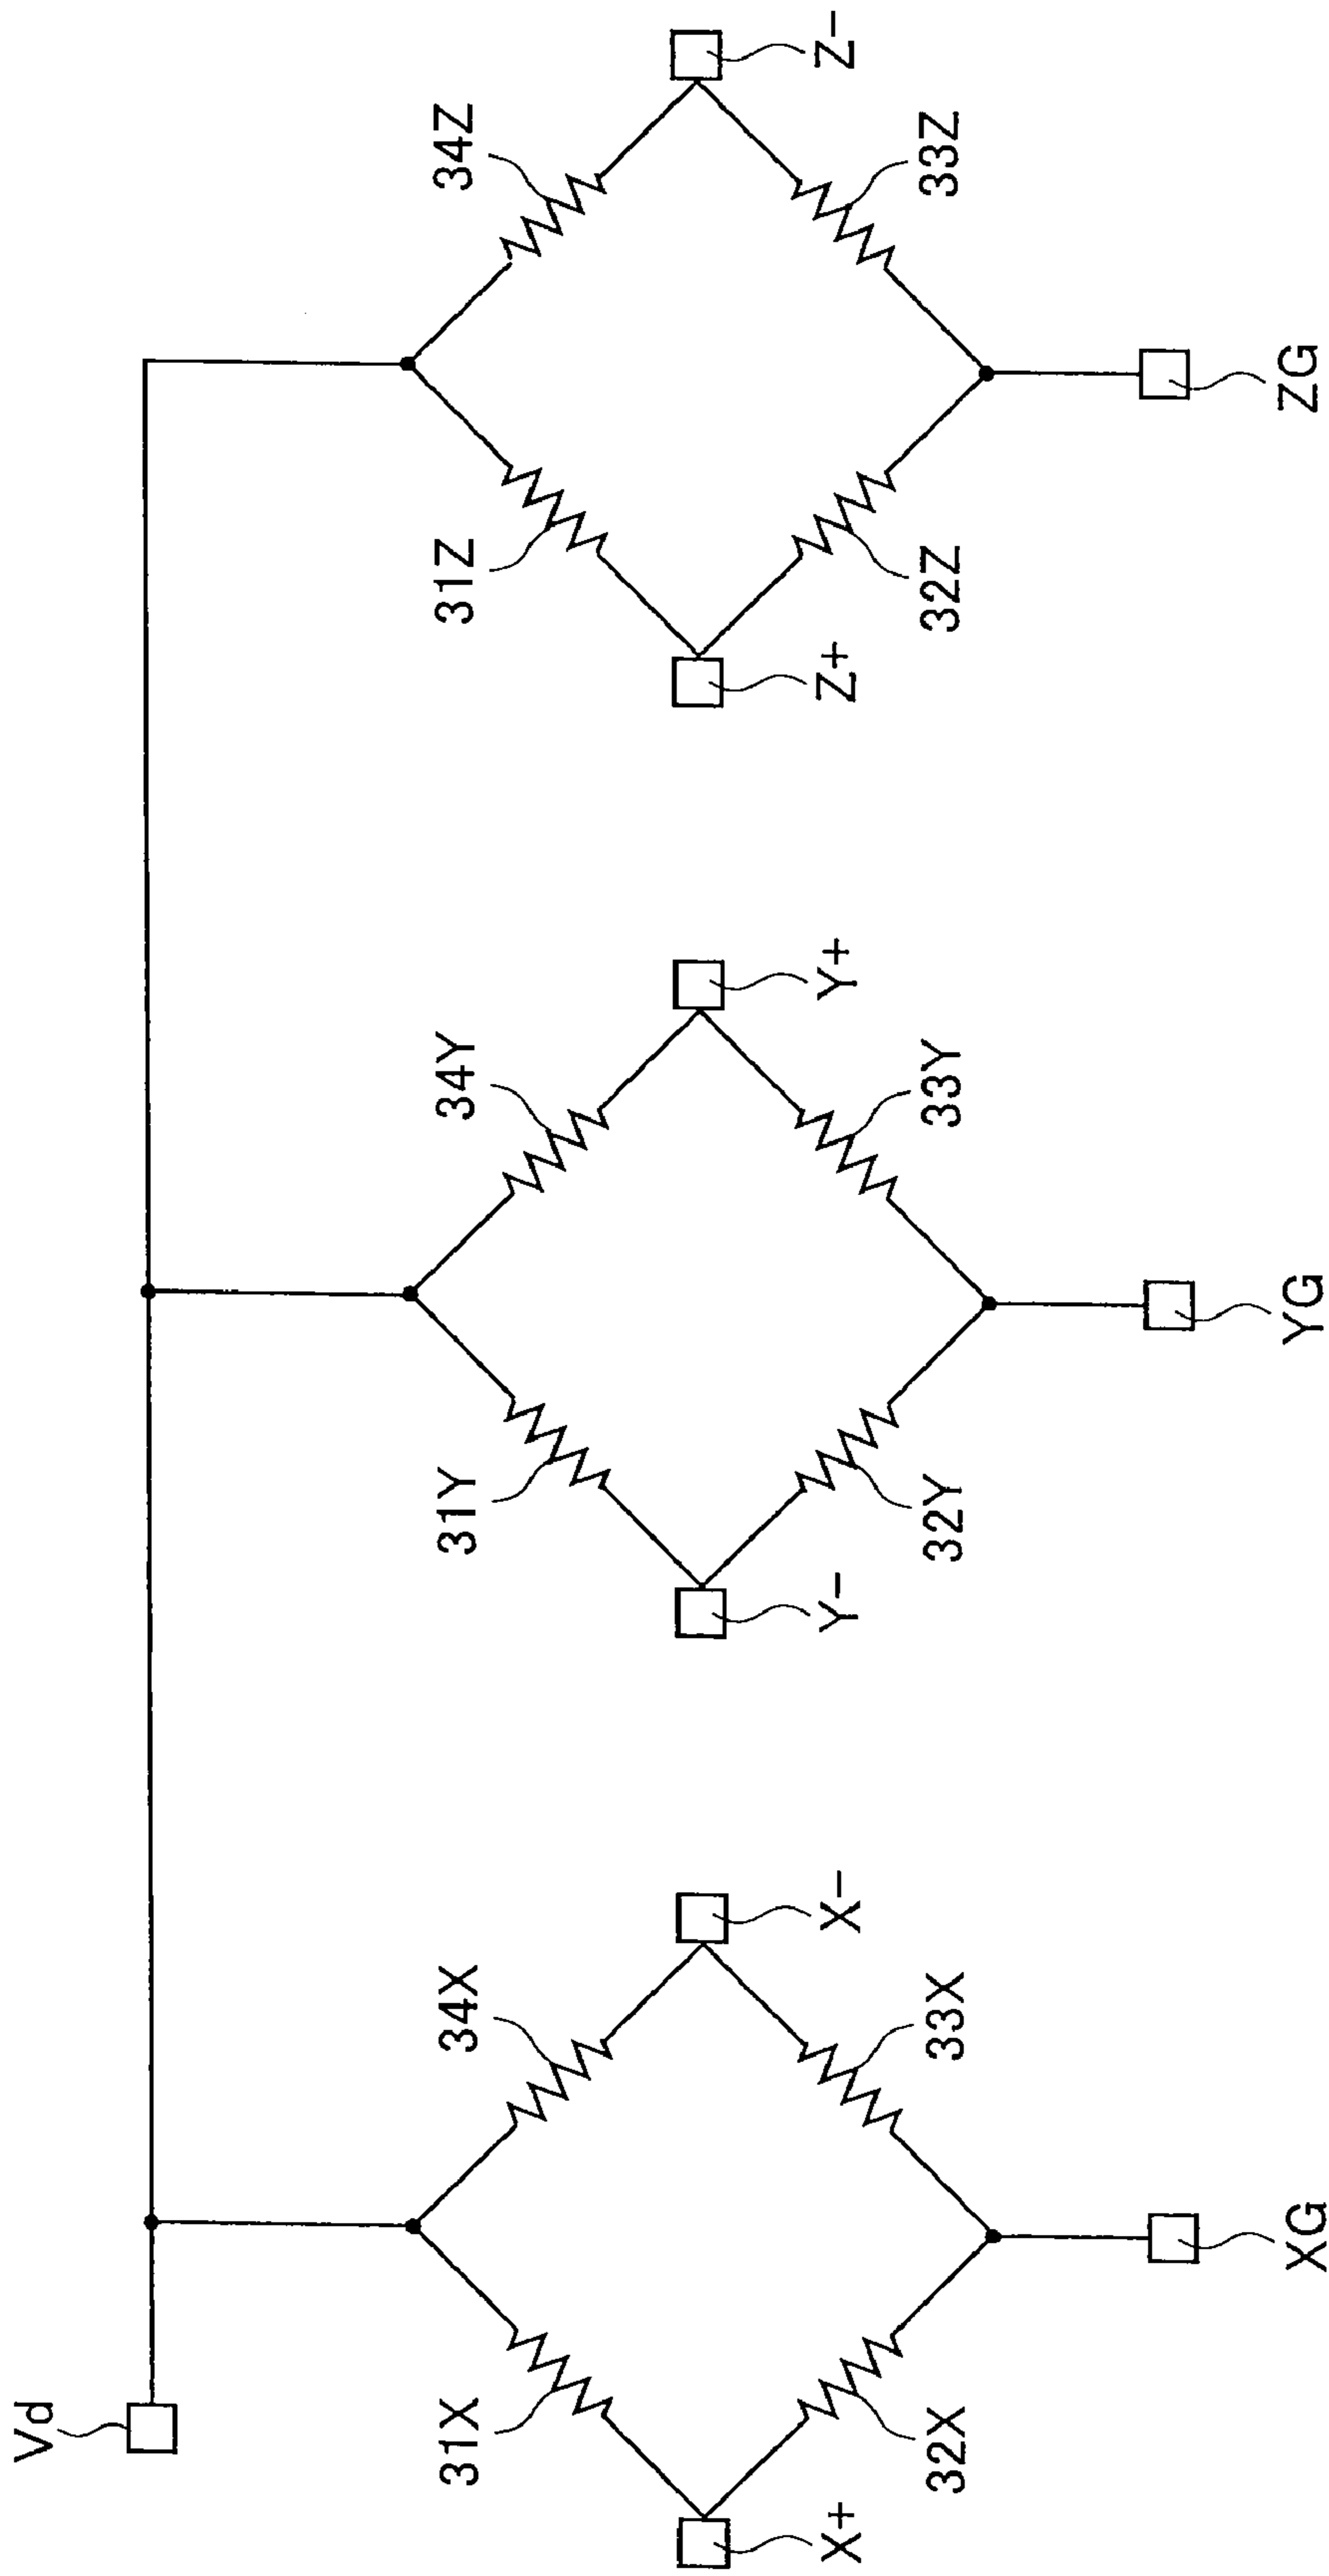 Vd
31X
34X
31Y
34Y
31Z
34Z
X+
X-
Y-
Y+
Z+
Z-
32X
33X
32Y
33Y
32Z
33Z
XG
YG
ZG